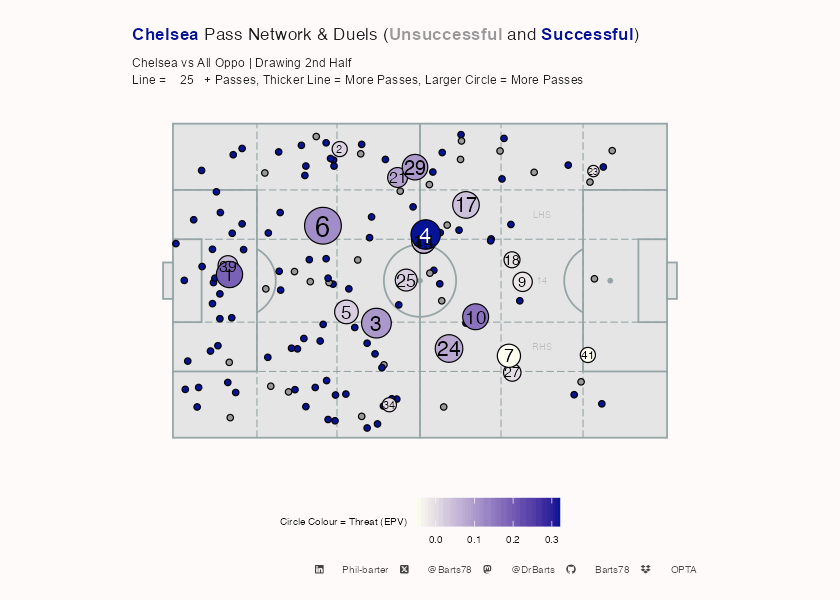 Chelsea Pass Network & Duels (Unsuccessful and Successful)
Chelsea vs All Oppo | Drawing 2nd Half
Line = 25 + Passes, Thicker Line = More Passes, Larger Circle = More Passes
2
29
21
23
17
LHS
6
4
18
39
1
25
9
14
5
3
10
24
RHS
7
41
27
34
Circle Colour = Threat (EPV)
0.0 0.1 0.2 0.3
Phil-barter @Barts78 @DrBarts Barts78 OPTA